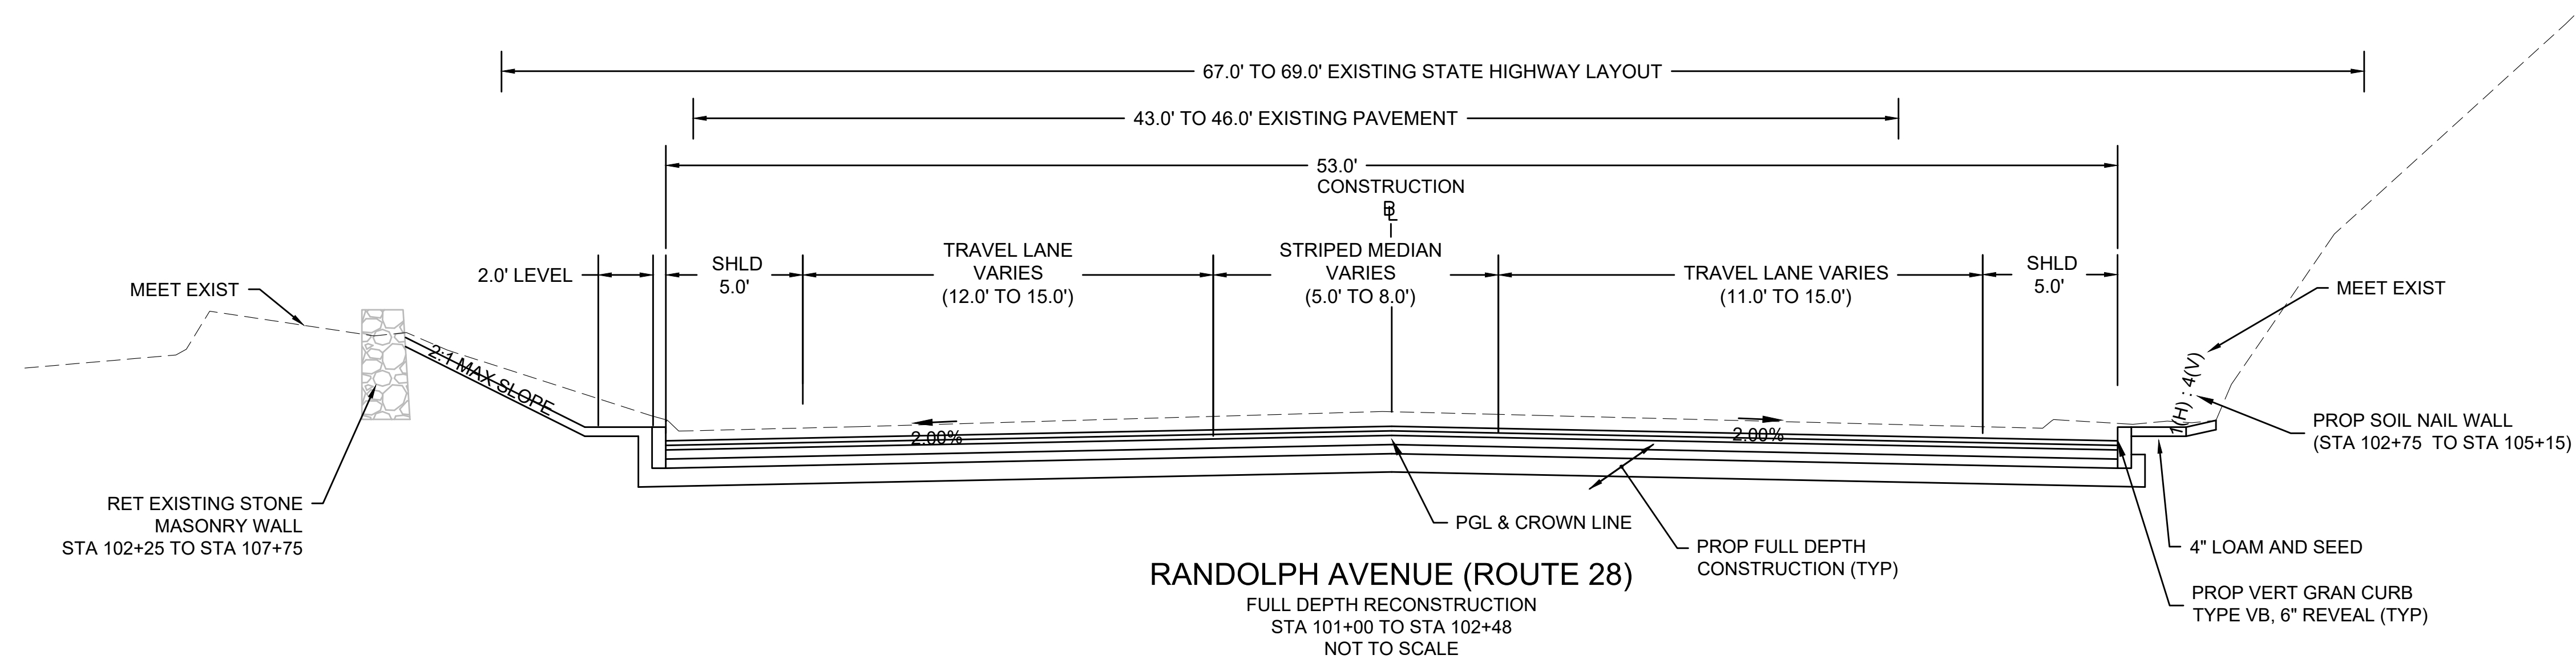 67.0' TO 69.0' EXISTING STATE HIGHWAY LAYOUT
43.0' TO 46.0' EXISTING PAVEMENT
53.0'
CONSTRUCTION
BL
2.0' LEVEL
SHLD
5.0'
TRAVEL LANE
VARIES
(12.0' TO 15.0')
STRIPED MEDIAN
VARIES
(5.0' TO 8.0')
TRAVEL LANE VARIES
(11.0' TO 15.0')
SHLD
5.0'
MEET EXIST
MEET EXIST
2:1 MAX SLOPE
2.00%
2.00%
1(H) : 4(V)
PROP SOIL NAIL WALL
(STA 102+75 TO STA 105+15)
RET EXISTING STONE
MASONRY WALL
STA 102+25 TO STA 107+75
PGL & CROWN LINE
PROP FULL DEPTH
CONSTRUCTION (TYP)
4" LOAM AND SEED
PROP VERT GRAN CURB
TYPE VB, 6" REVEAL (TYP)
RANDOLPH AVENUE (ROUTE 28)
FULL DEPTH RECONSTRUCTION
STA 101+00 TO STA 102+48
NOT TO SCALE